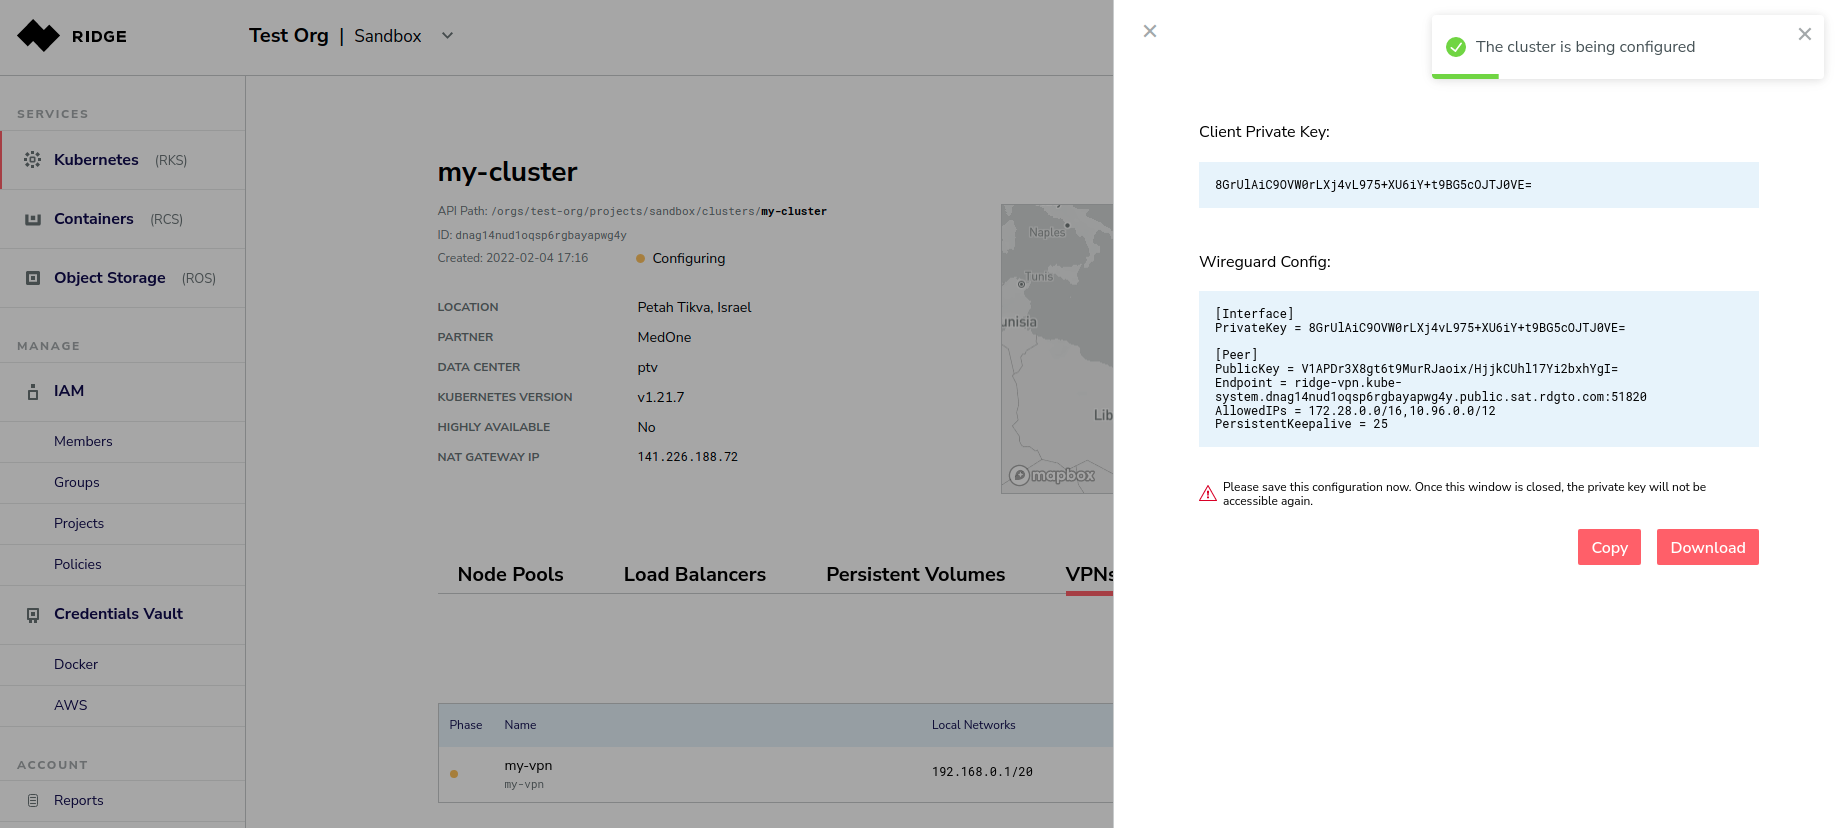 RIDGE
Test Org | Sandbox
SERVICES
Kubernetes (RKS)
Containers (RCS)
Object Storage (ROS)
MANAGE
IAM
Members
Groups
Projects
Policies
Credentials Vault
Docker
AWS
ACCOUNT
Reports
my-cluster
API Path: /orgs/test-org/projects/sandbox/clusters/my-cluster
ID: dnag14nud1oqsp6rgbayapwg4y
Created: 2022-02-04 17:16
Configuring
LOCATION Petah Tikva, Israel
PARTNER MedOne
DATA CENTER ptv
KUBERNETES VERSION v1.21.7
HIGHLY AVAILABLE No
NAT GATEWAY IP 141.226.188.72
Naples
Tunis
unisia
Lib
mapbox
Node Pools Load Balancers Persistent Volumes VPNs
Phase Name Local Networks
my-vpn 192.168.0.1/20
my-vpn
The cluster is being configured
Client Private Key:
8GrUlAiC9OVW0rLXj4vL975+XU6iY+t9BG5cOJTJ0VE=
Wireguard Config:
[Interface]
PrivateKey = 8GrUlAiC9OVW0rLXj4vL975+XU6iY+t9BG5cOJTJ0VE=
[Peer]
PublicKey = V1APDr3X8gt6t9MurRJaoix/HjjkCUhl17Yi2bxhYgI=
Endpoint = ridge-vpn.kube-
system.dnag14nud1oqsp6rgbayapwg4y.public.sat.rdgto.com:51820
AllowedIPs = 172.28.0.0/16,10.96.0.0/12
PersistentKeepalive = 25
Please save this configuration now. Once this window is closed, the private key will not be
accessible again.
Copy Download